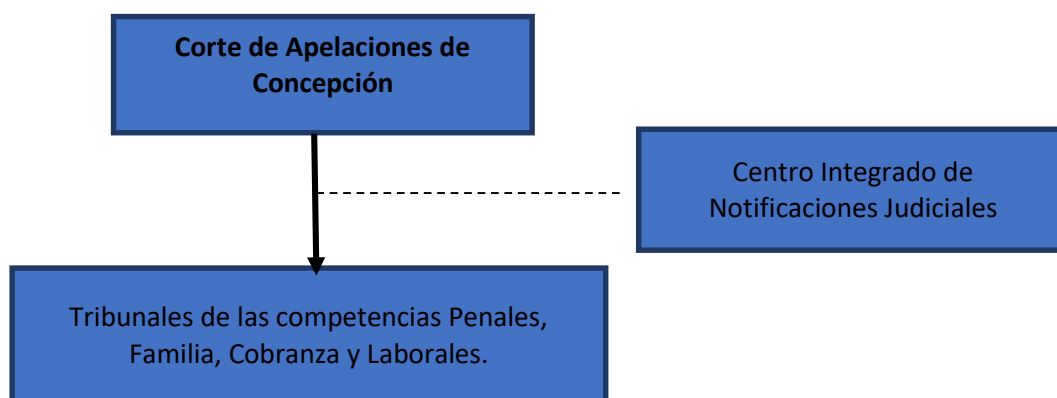 Corte de Apelaciones de
Concepción
Centro Integrado de
Notificaciones Judiciales
Tribunales de las competencias Penales,
Familia, Cobranza y Laborales.